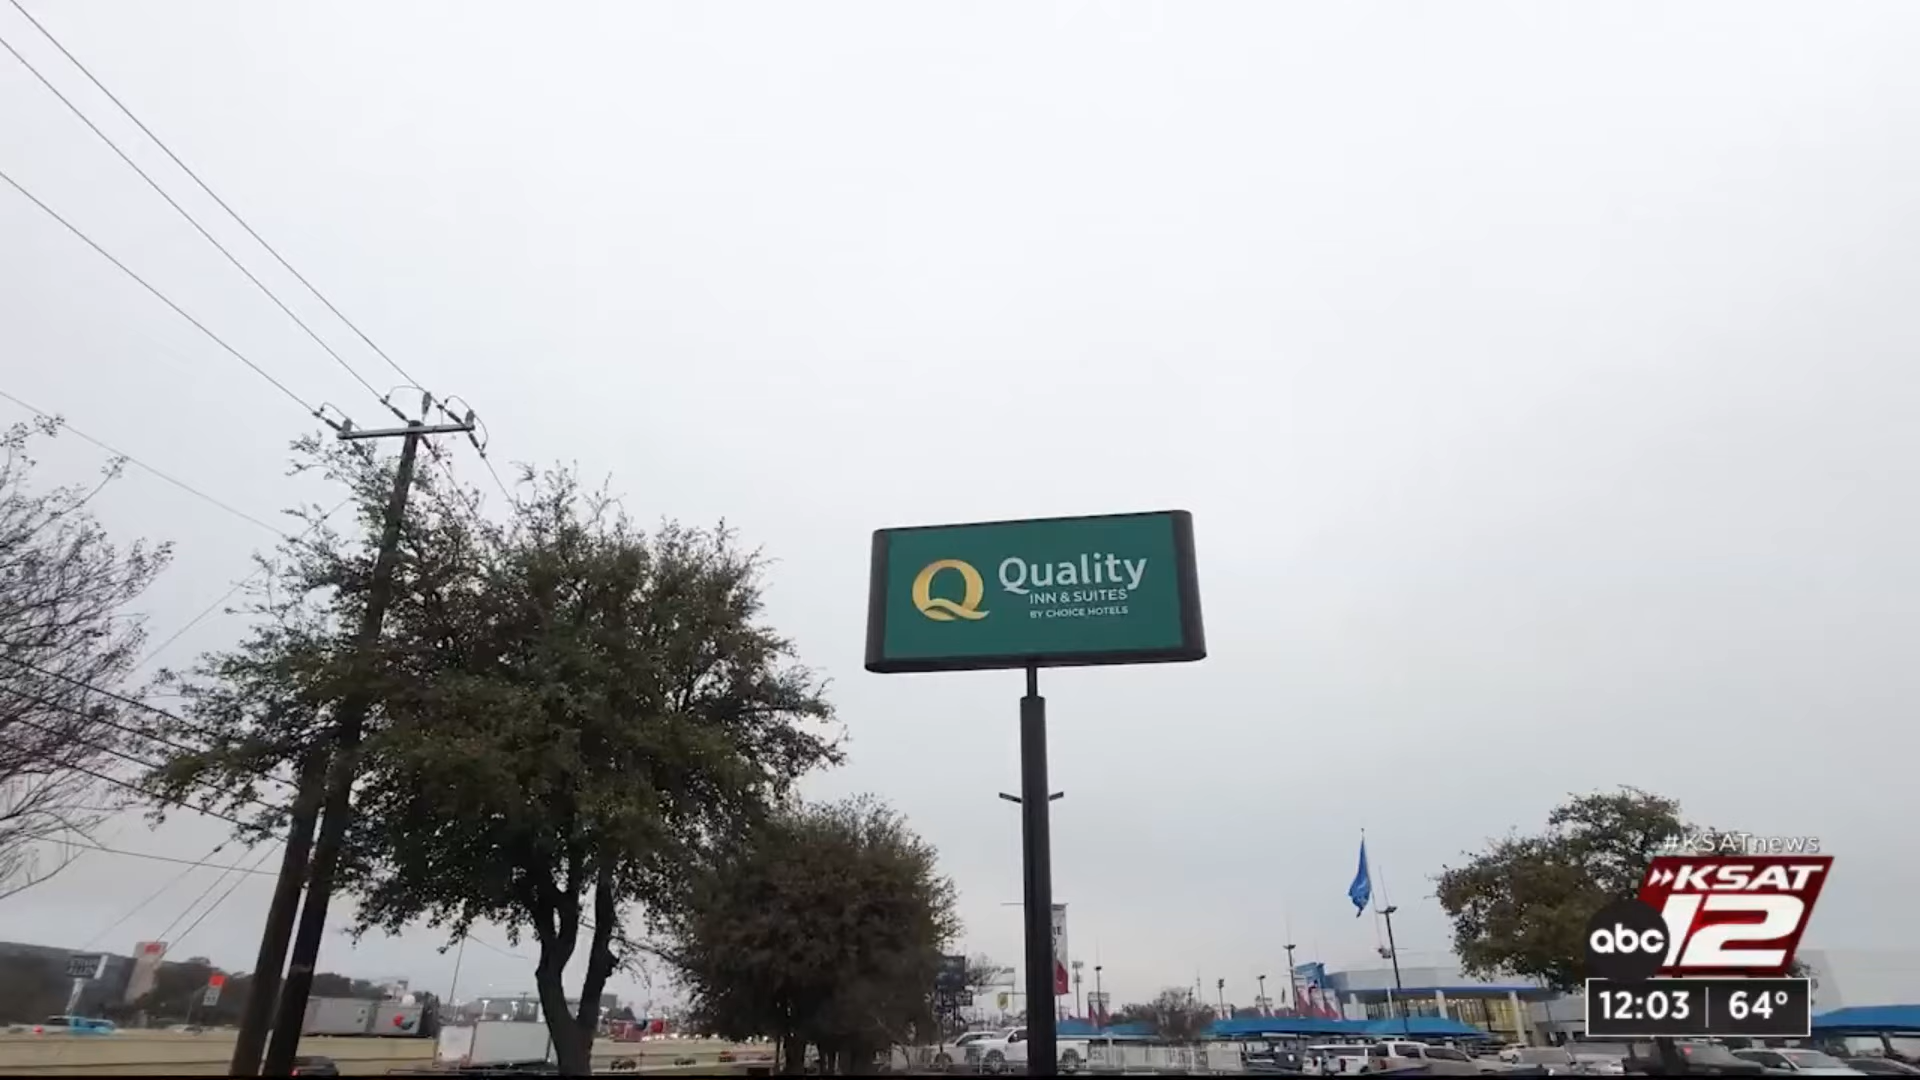 Quality
INN & SUITES
BY CHOICE HOTELS
#KSATnews
KSAT
abc 12
12:03 64°